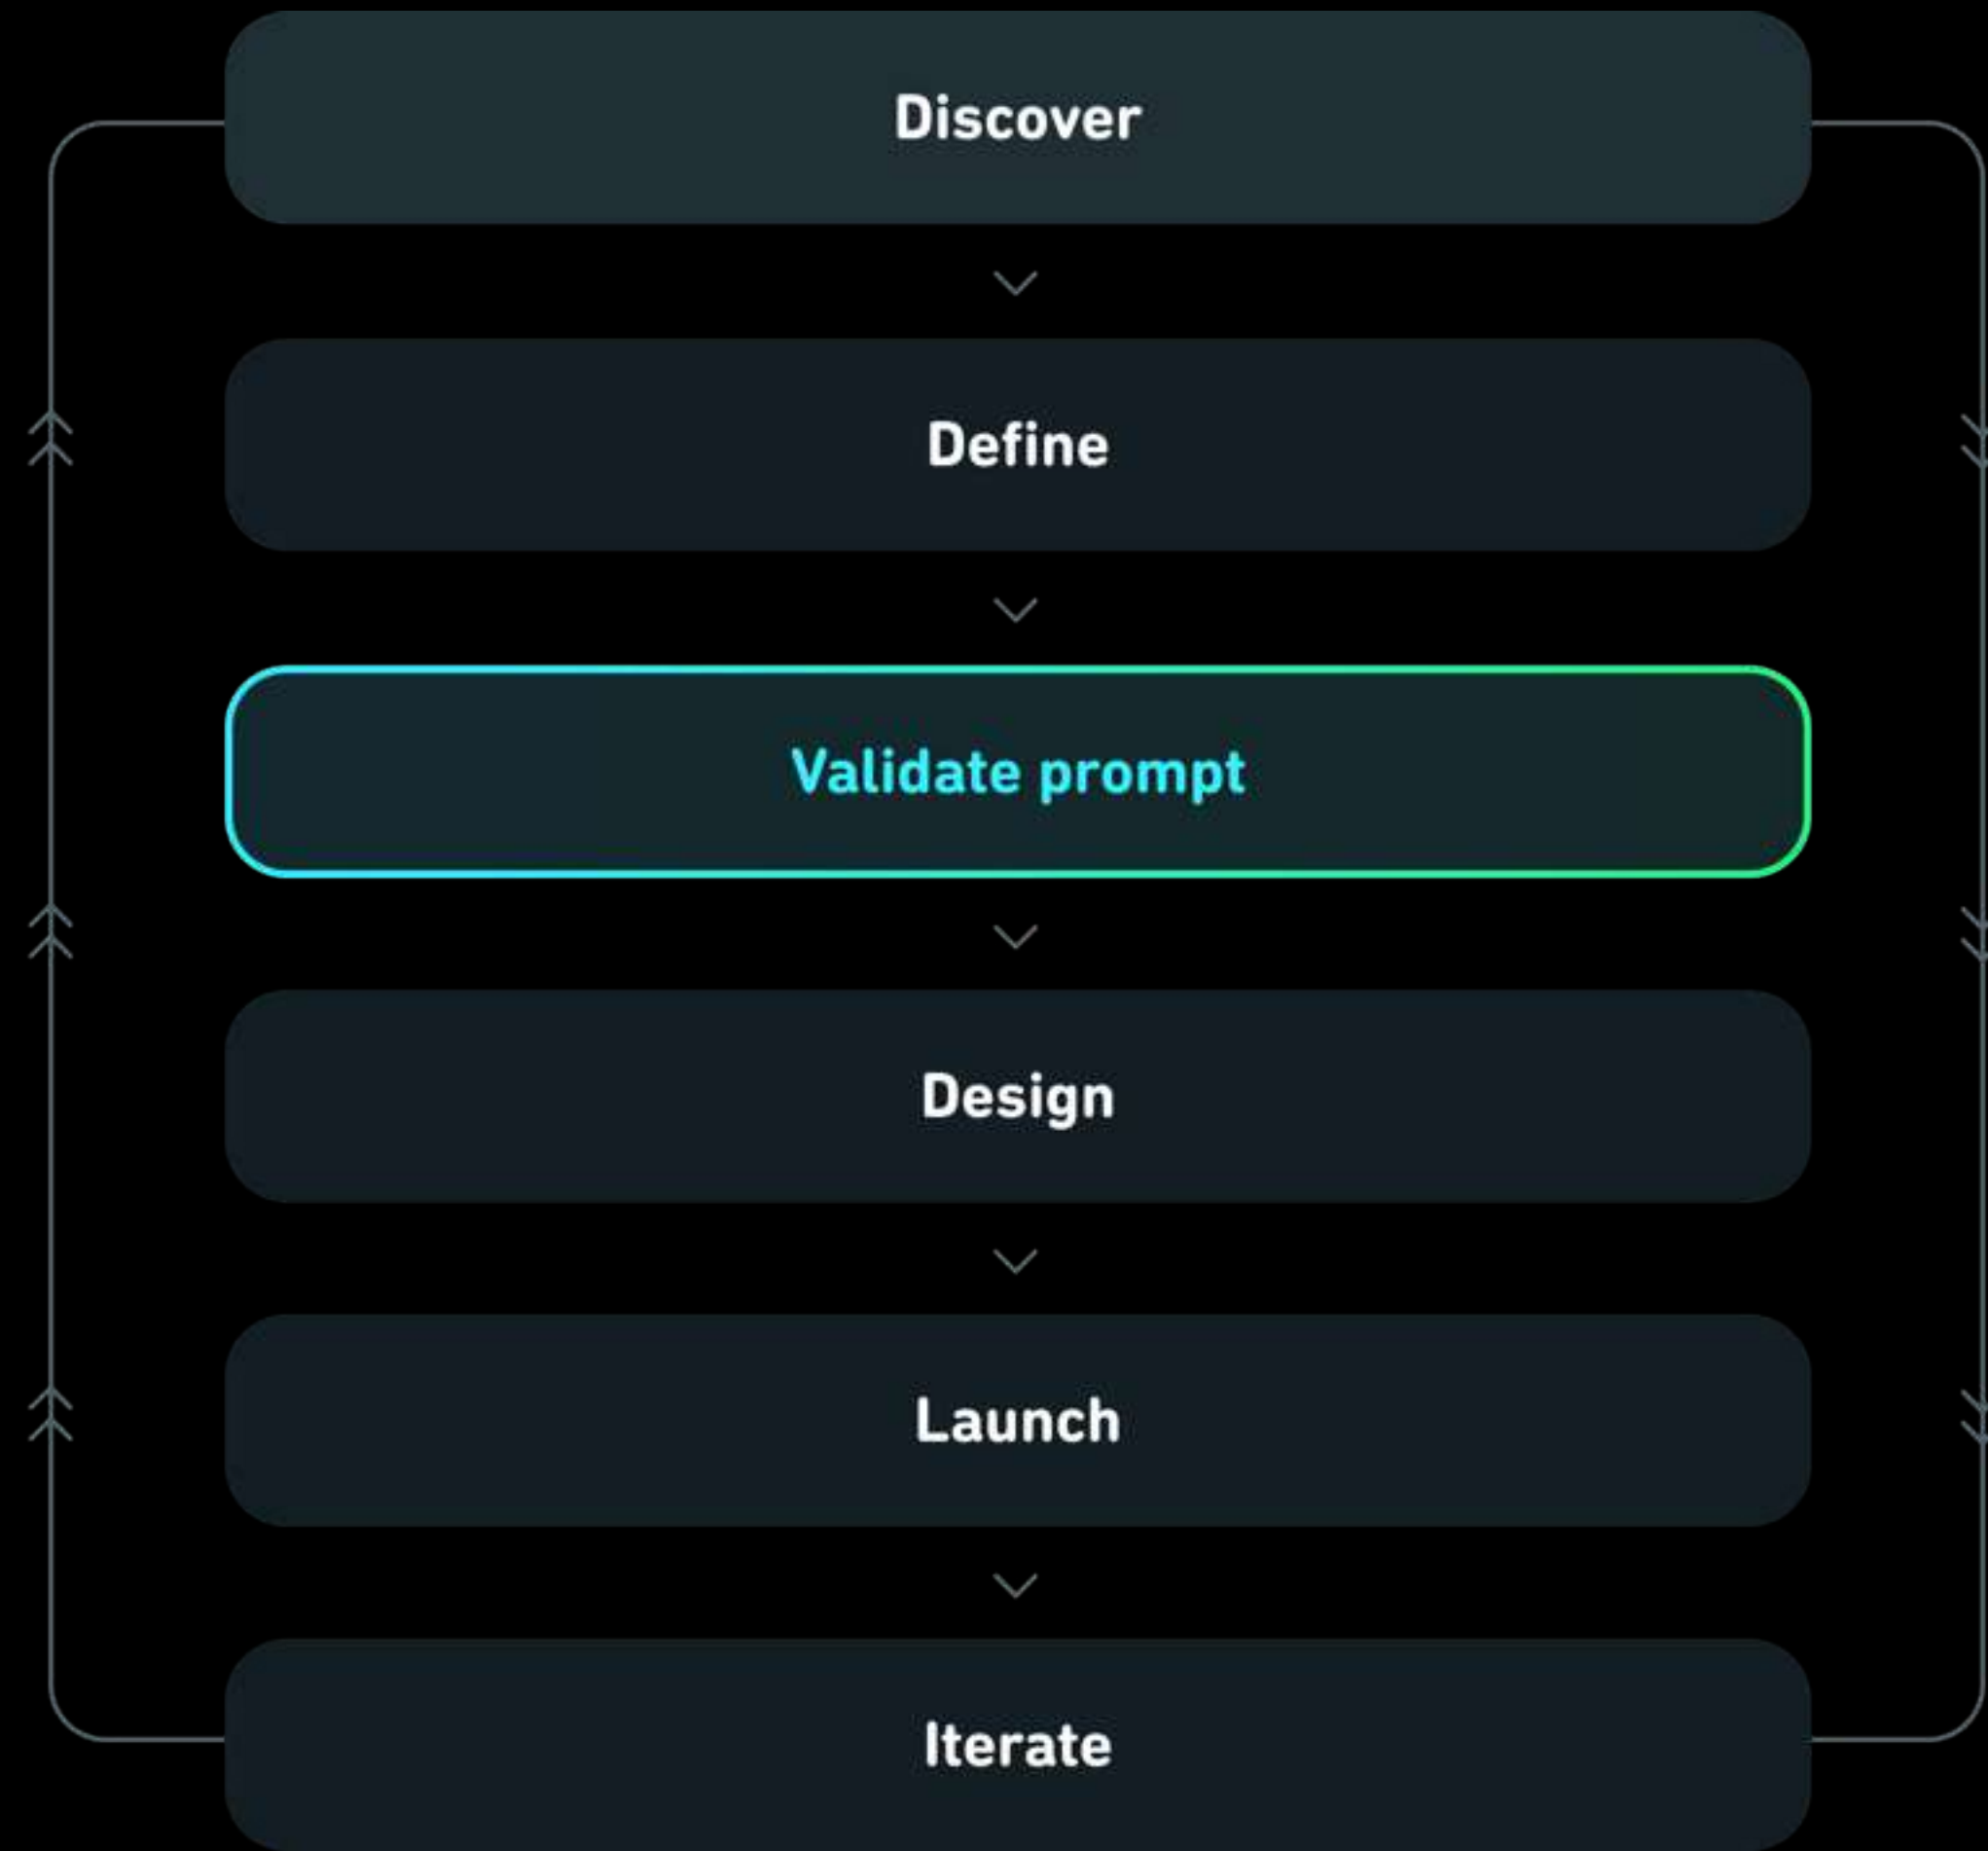 Discover
Define
Validate prompt
Design
Launch
Iterate